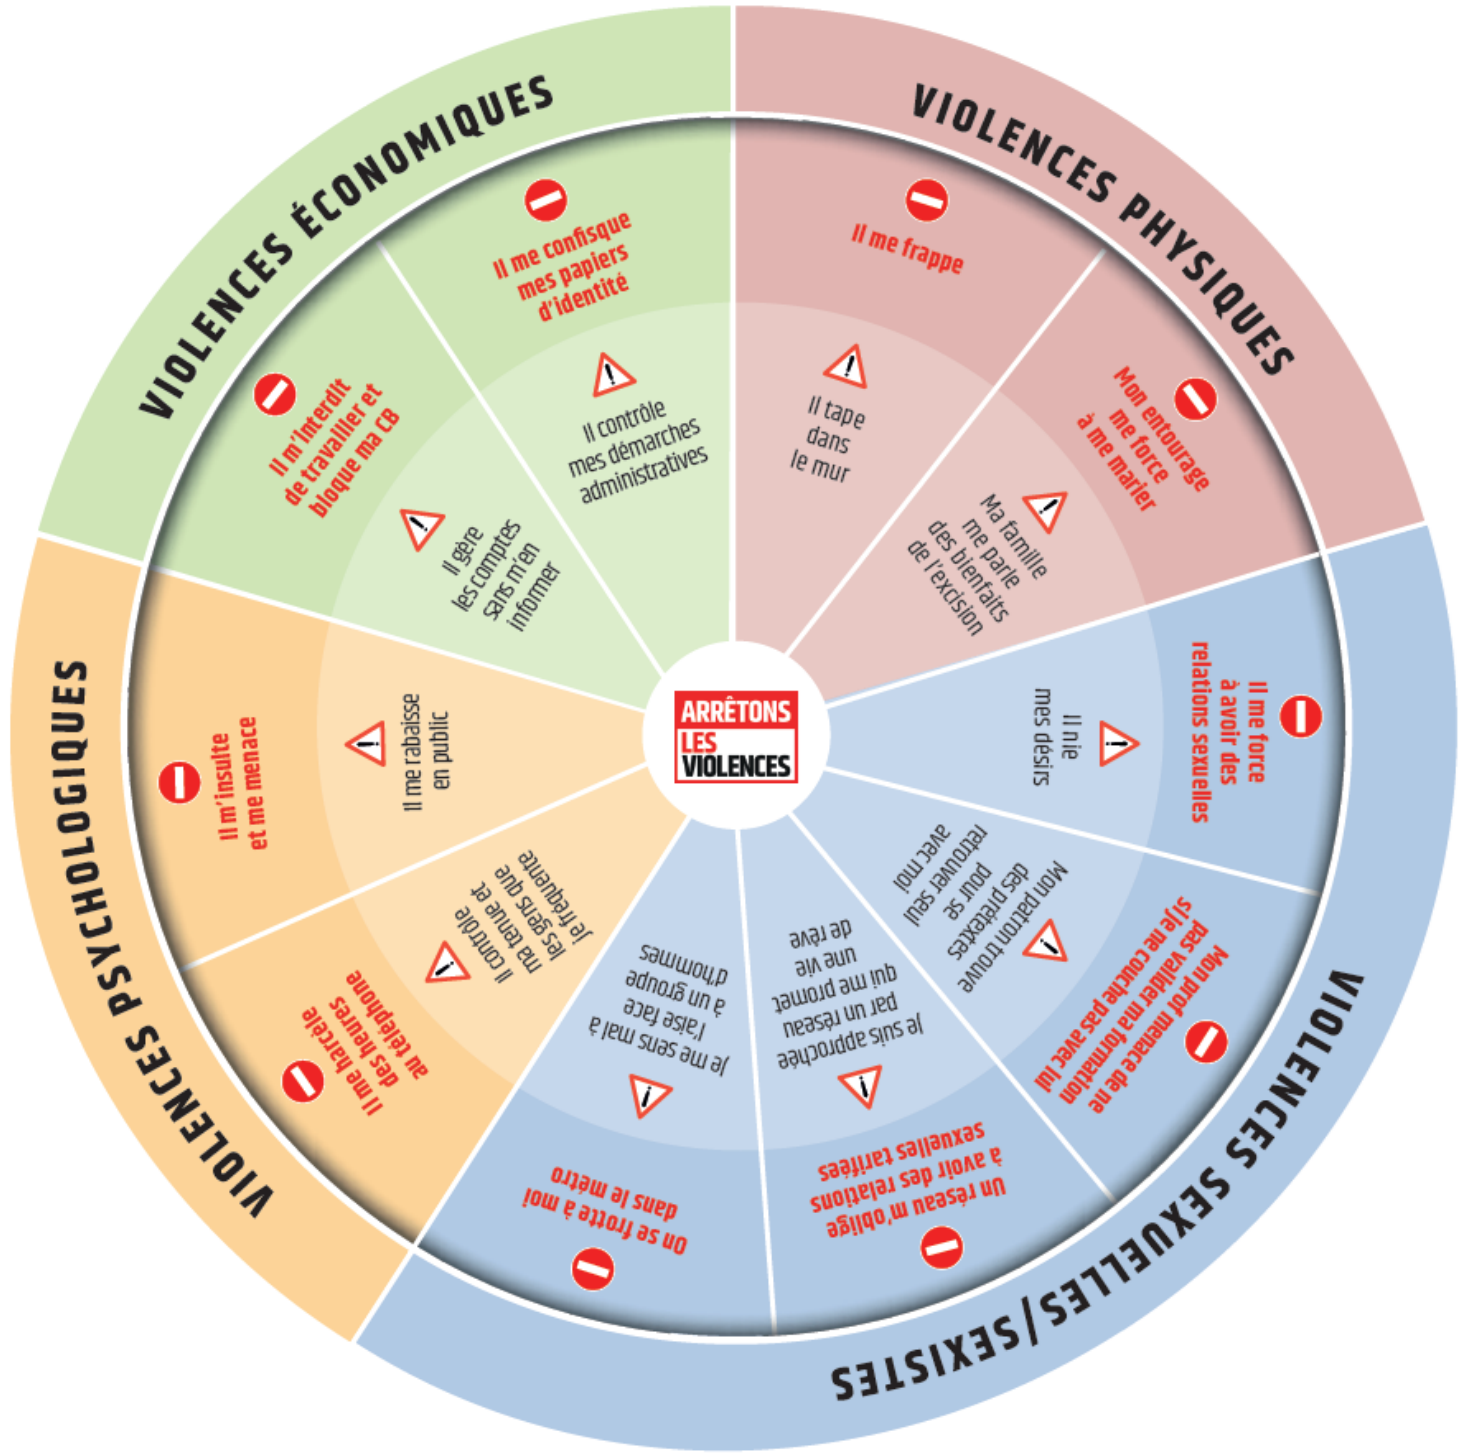 VIOLENCES PHYSIQUES
Il me frappe
Il tape
dans
le mur
Mon entourage
me force
à me marier
Ma famille
me parle
des bienfaits
de l'excision
VIOLENCES SEXUELLES/SEXISTES
Il me force
à avoir des
relations sexuelles
Il nie
mes désirs
Mon prof menace de ne
pas valider ma formation
si je ne couche pas avec lui
Mon patron trouve
des prétextes
pour se
retrouver seul
avec moi
Un réseau m'oblige
à avoir des relations
sexuelles tarifées
Je suis approchée
par un réseau
qui me promet
une vie
de rêve
On se frotte à moi
dans le métro
Je me sens mal à
l'aise face
à un groupe
d'hommes
VIOLENCES PSYCHOLOGIQUES
Il me harcèle
des heures
au téléphone
Il contrôle
ma tenue et
les gens que
je fréquente
Il m'insulte
et me menace
Il me rabaisse
en public
VIOLENCES ÉCONOMIQUES
Il m'interdit
de travailler et
bloque ma CB
Il gère
les comptes
sans m'en
informer
Il me confisque
mes papiers
d'identité
Il contrôle
mes démarches
administratives
ARRÊTONS
LES
VIOLENCES